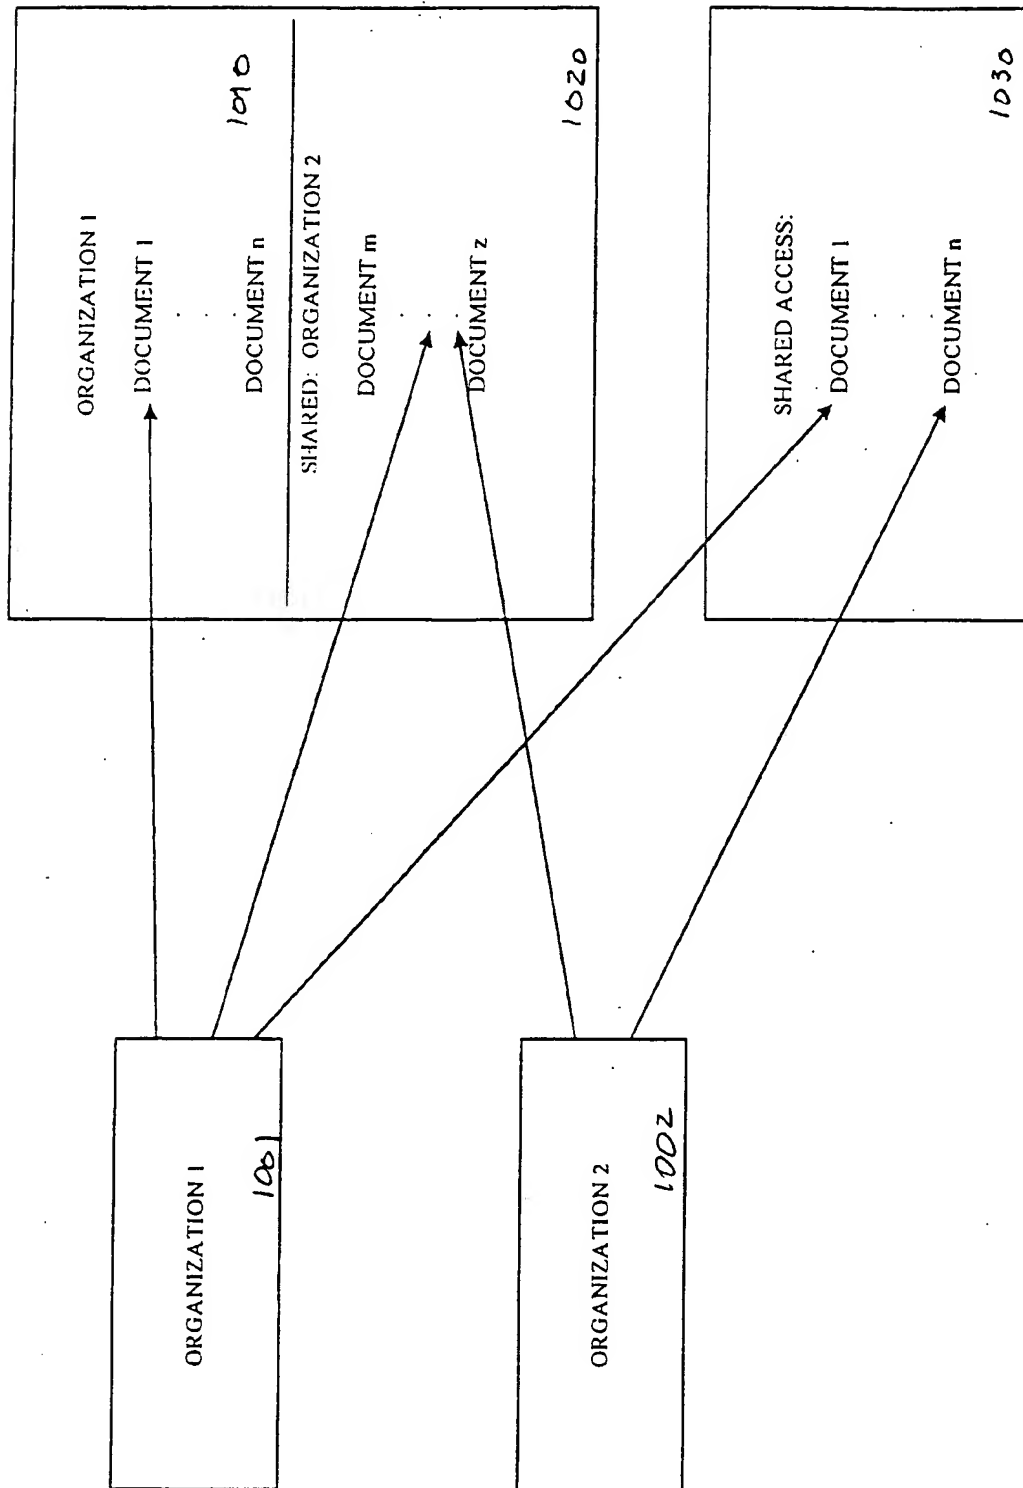 ORGANIZATION 1
1001
ORGANIZATION 2
1002
ORGANIZATION 1
DOCUMENT 1
DOCUMENT n
1010
SHARED: ORGANIZATION 2
DOCUMENT m
DOCUMENT z
1020
SHARED ACCESS:
DOCUMENT 1
DOCUMENT n
1030